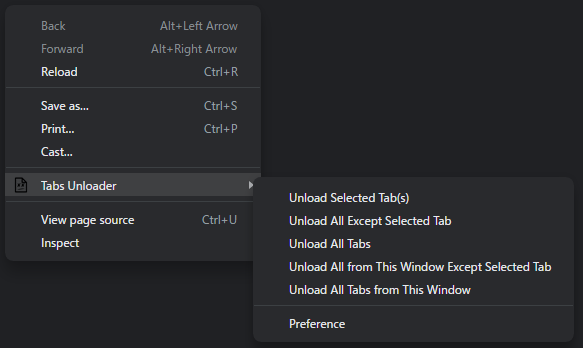 Back Alt+Left Arrow
Forward Alt+Right Arrow
Reload Ctrl+R
Save as... Ctrl+S
Print... Ctrl+P
Cast...
Tabs Unloader
View page source Ctrl+U
Inspect
Unload Selected Tab(s)
Unload All Except Selected Tab
Unload All Tabs
Unload All from This Window Except Selected Tab
Unload All Tabs from This Window
Preference